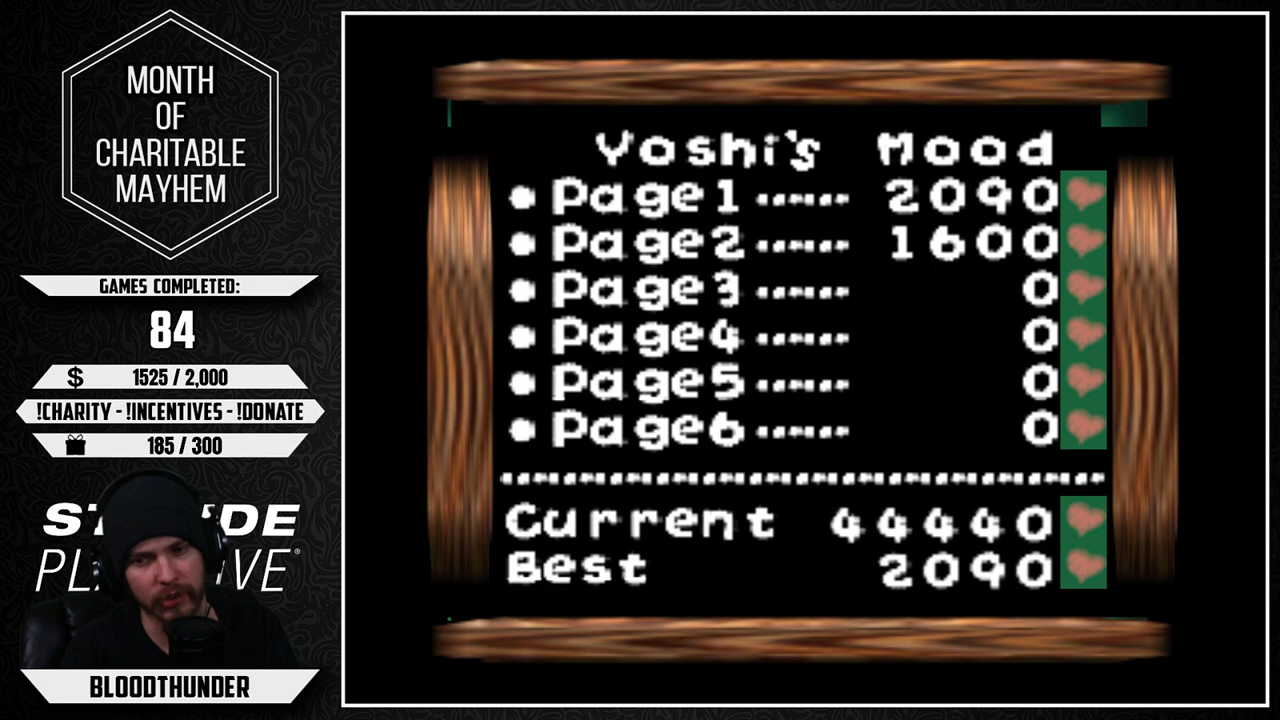 MONTH
OF
CHARITABLE
MAYHEM
GAMES COMPLETED:
84
$ 1525 / 2,000
!CHARITY - !INCENTIVES - !DONATE
185 / 300
BLOODTHUNDER
Yoshi's Mood
• Page1 ------ 2090
• Page2 ------ 1600
• Page3 ------ 0
• Page4 ------ 0
• Page5 ------ 0
• Page6 ------ 0
Current 44440
Best 2090